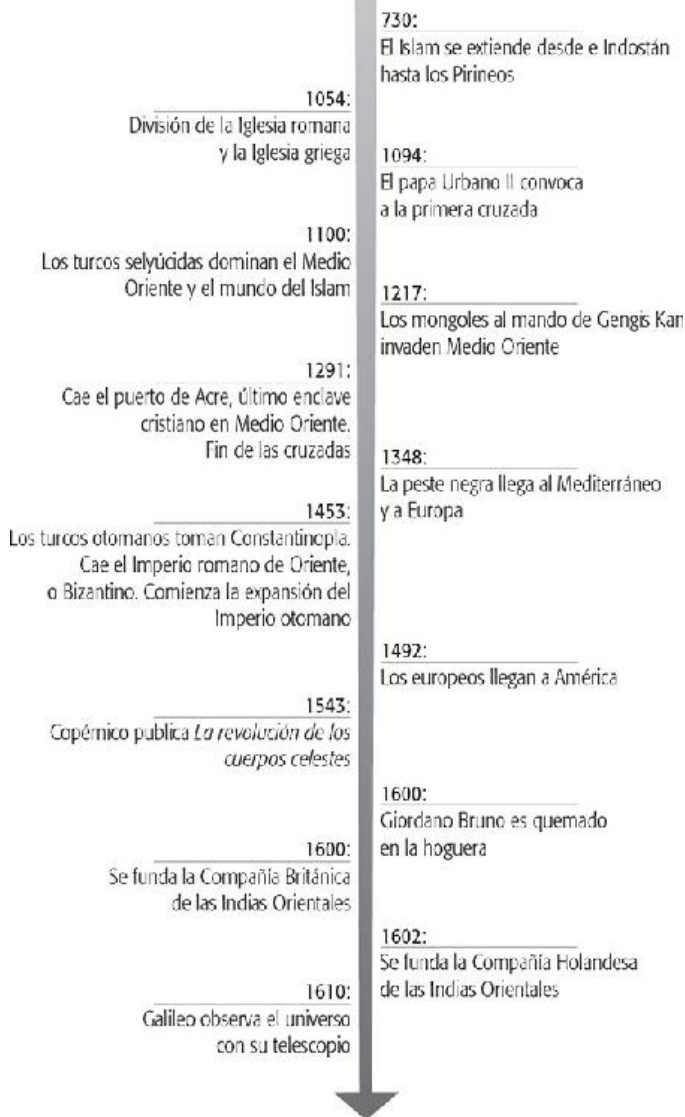 730:
El Islam se extiende desde e Indostán
hasta los Pirineos
1054:
División de la Iglesia romana
y la Iglesia griega
1094:
El papa Urbano II convoca
a la primera cruzada
1100:
Los turcos selyúcidas dominan el Medio
Oriente y el mundo del Islam
1217:
Los mongoles al mando de Gengis Kan
invaden Medio Oriente
1291:
Cae el puerto de Acre, último enclave
cristiano en Medio Oriente.
Fin de las cruzadas
1348:
La peste negra llega al Mediterráneo
y a Europa
1453:
Los turcos otomanos toman Constantinopla.
Cae el Imperio romano de Oriente,
o Bizantino. Comienza la expansión del
Imperio otomano
1492:
Los europeos llegan a América
1543:
Copérnico publica La revolución de los
cuerpos celestes
1600:
Giordano Bruno es quemado
en la hoguera
1600:
Se funda la Compañía Británica
de las Indias Orientales
1602:
Se funda la Compañía Holandesa
de las Indias Orientales
1610:
Galileo observa el universo
con su telescopio